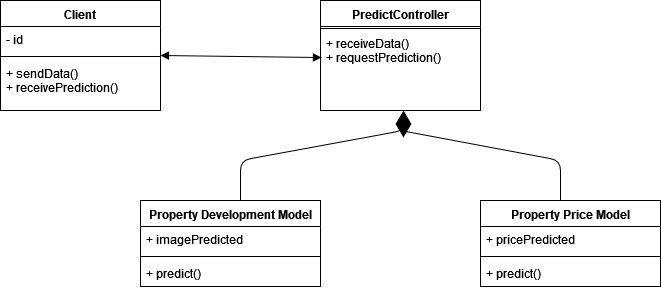 Client
- id
+ sendData()
+ receivePrediction()
PredictController
+ receiveData()
+ requestPrediction()
Property Development Model
+ imagePredicted
+ predict()
Property Price Model
+ pricePredicted
+ predict()